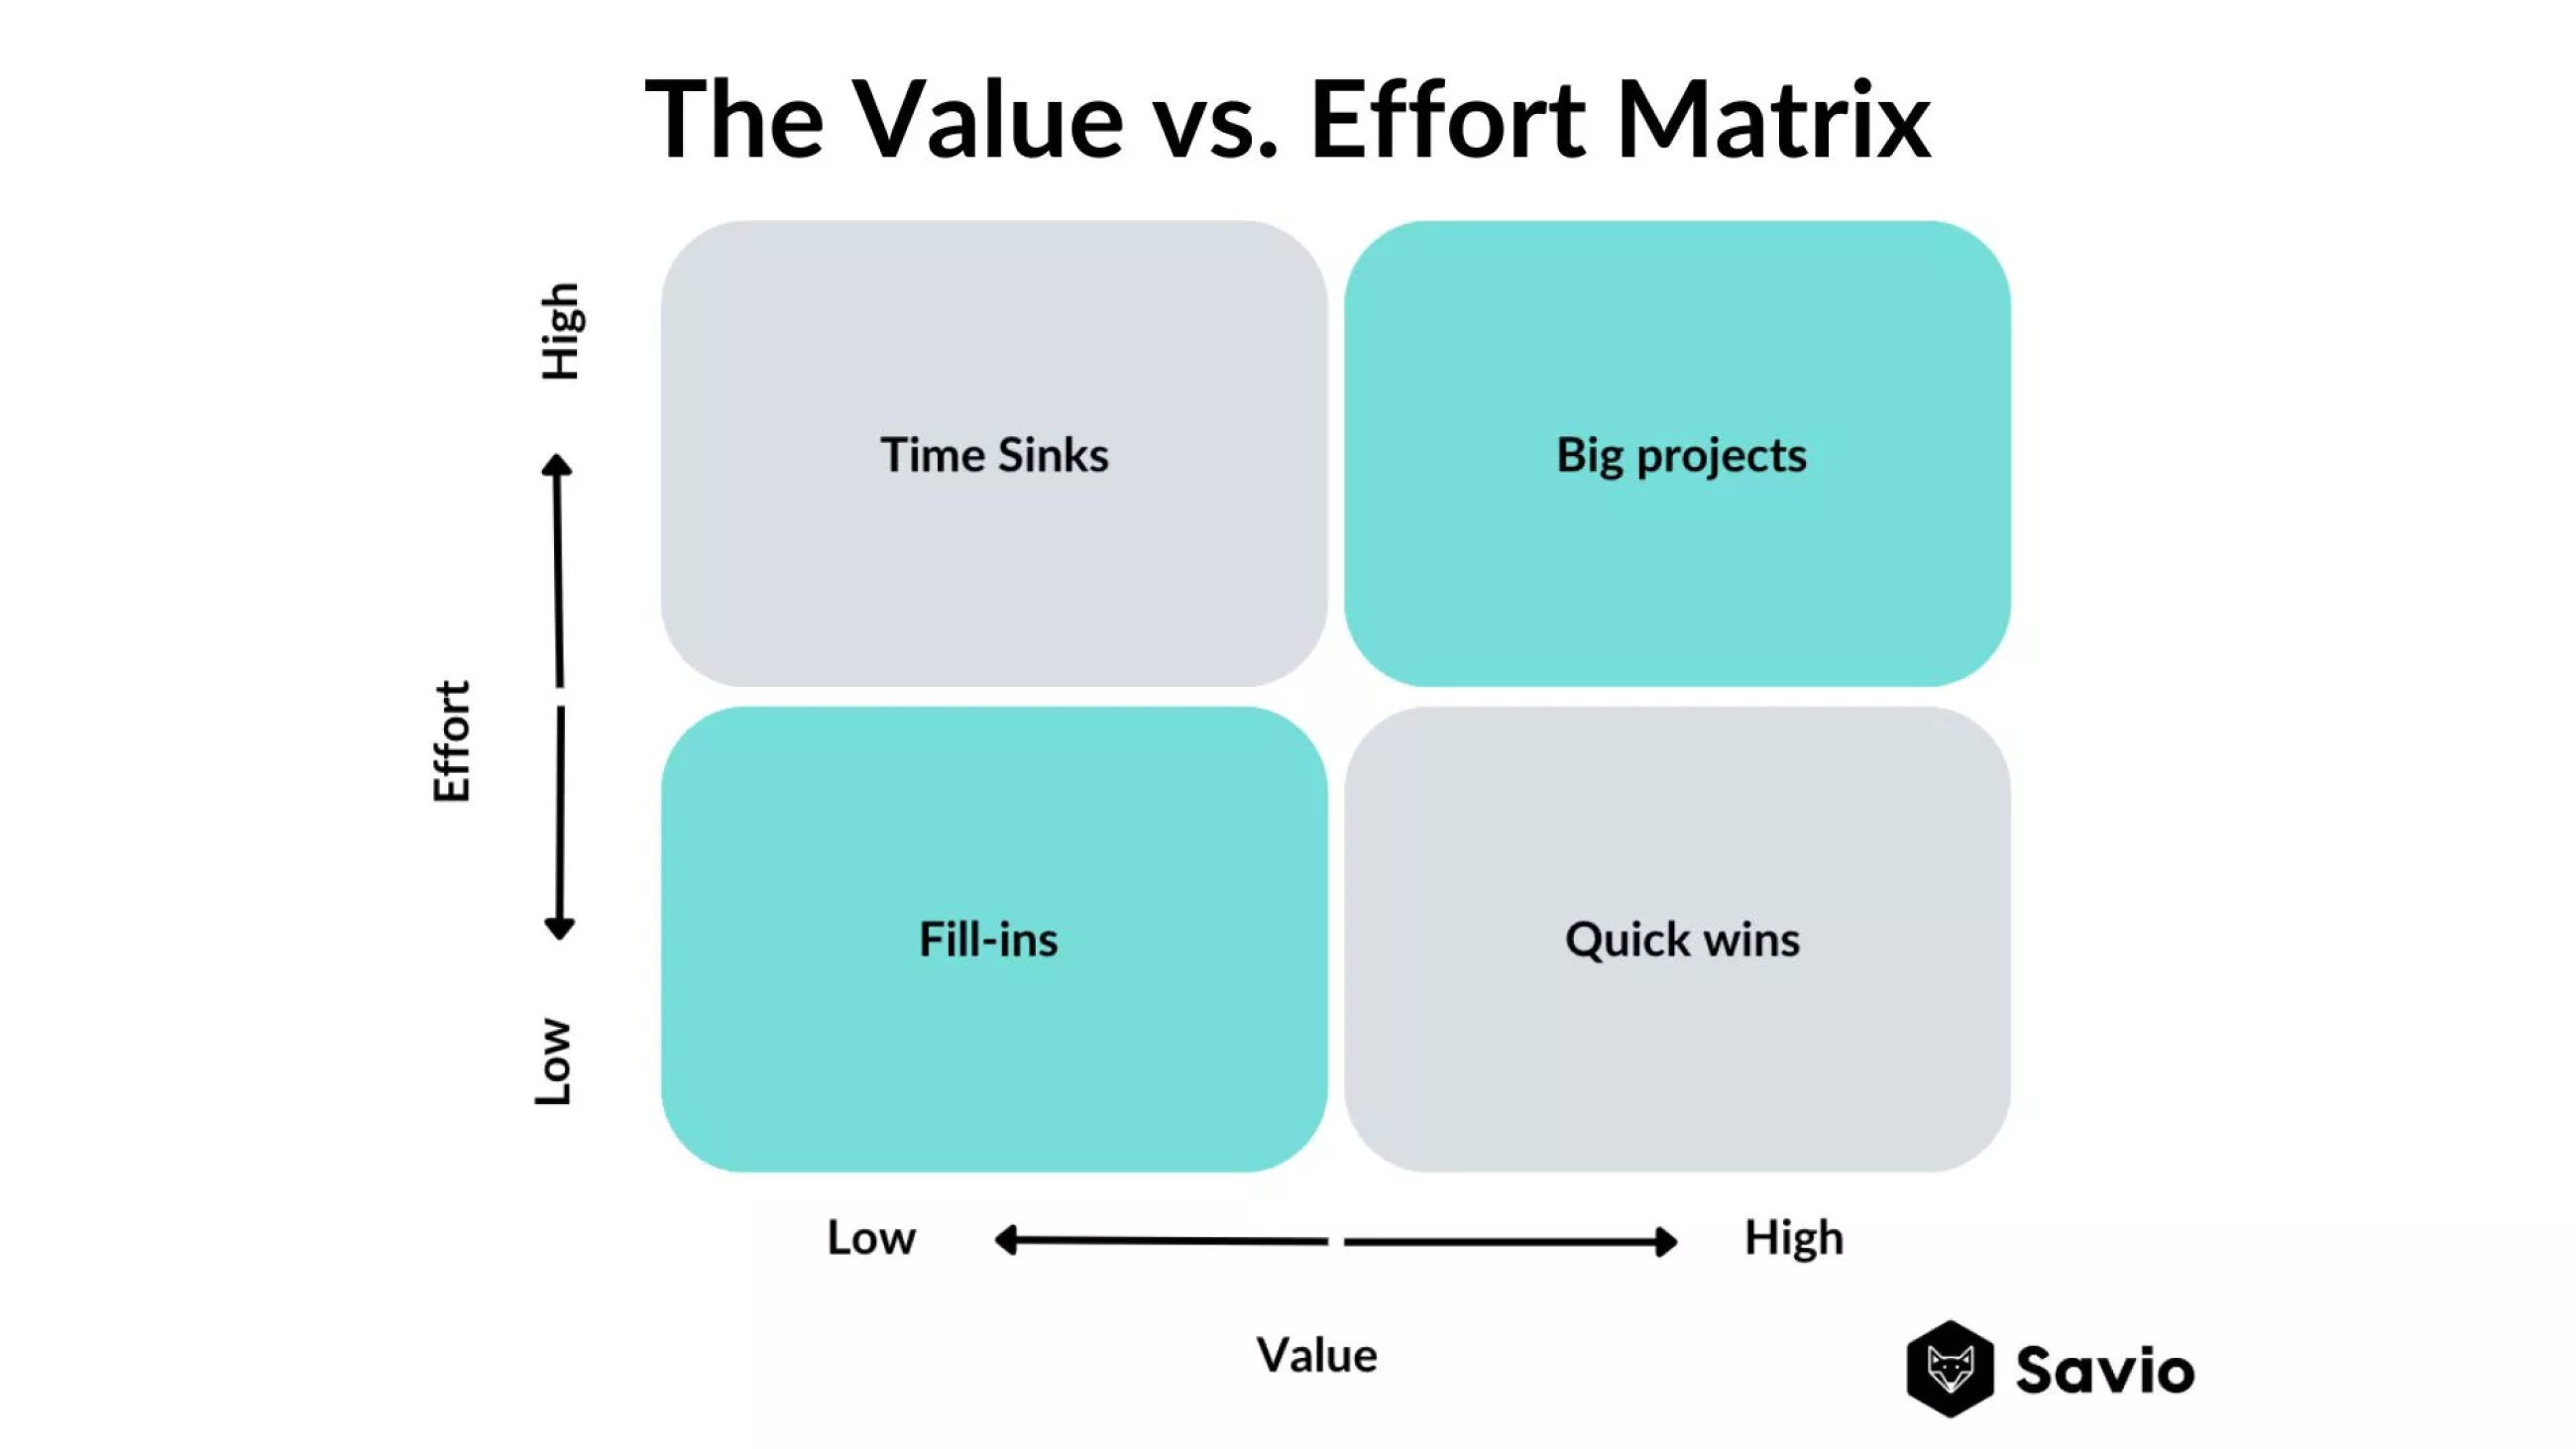 The Value vs. Effort Matrix
High
Time Sinks
Big projects
Effort
Fill-ins
Quick wins
Low
Low
High
Value
Savio